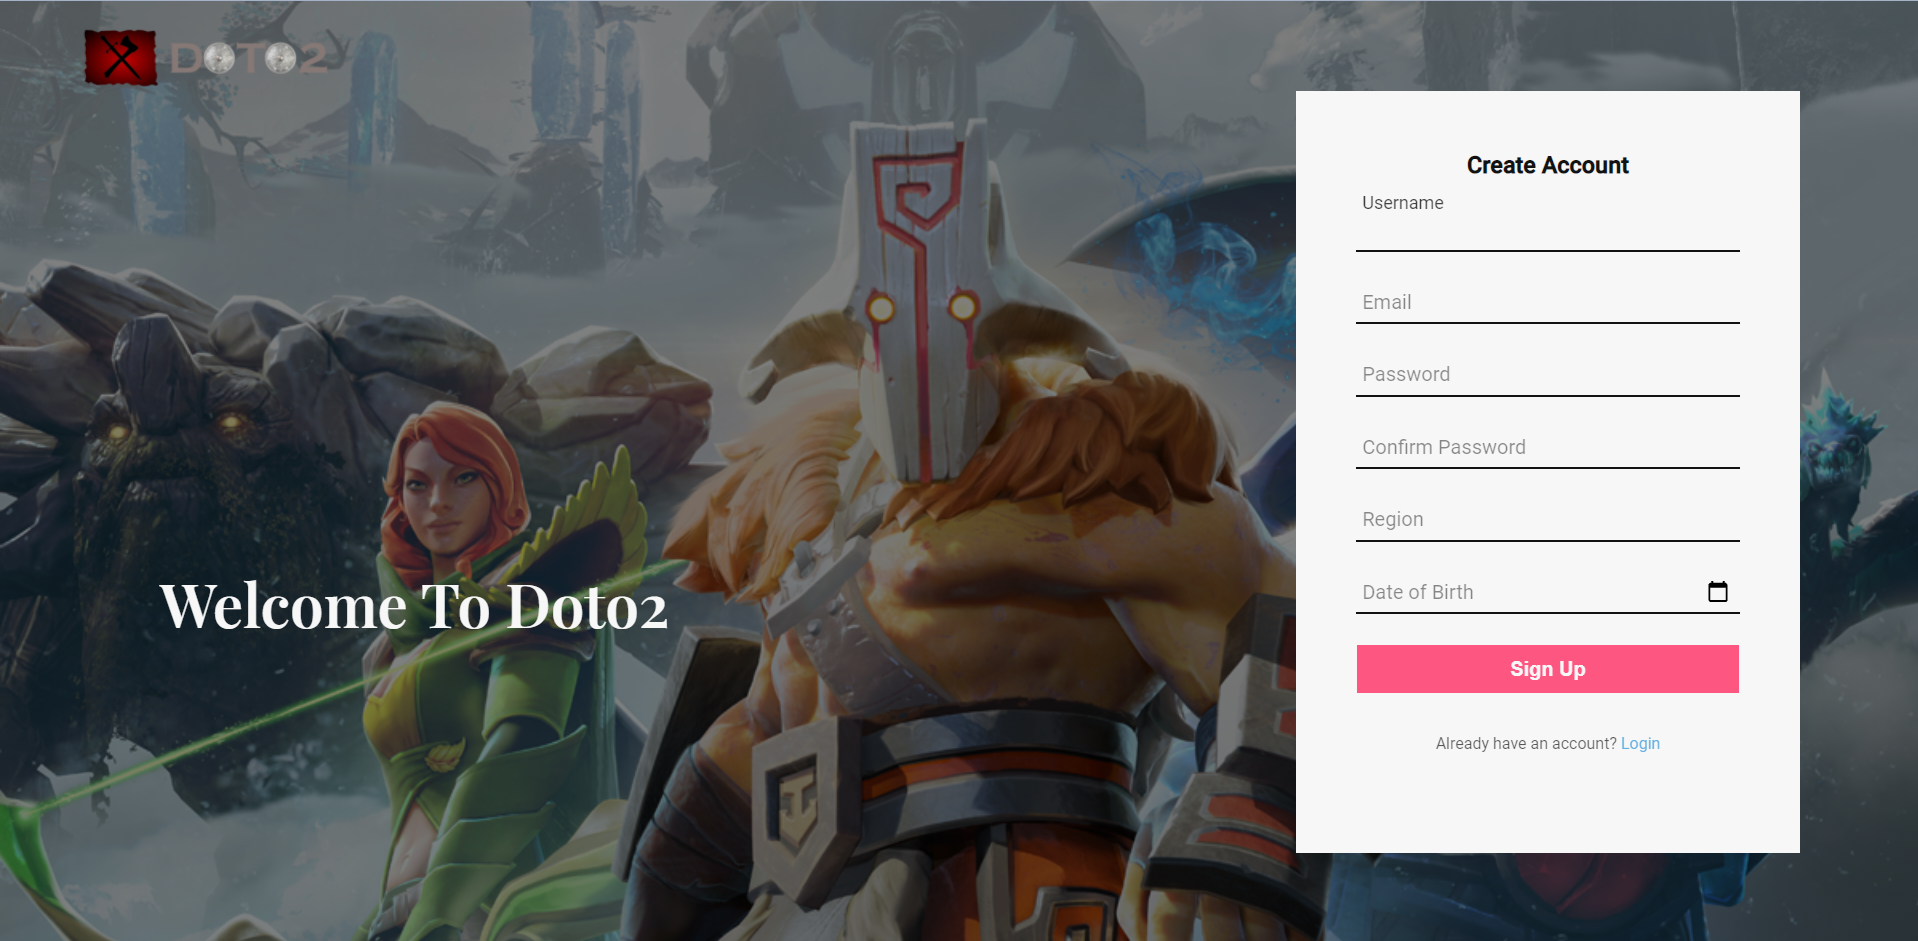 DOTO2
Create Account
Username
Email
Password
Confirm Password
Region
Date of Birth
Sign Up
Already have an account? Login
Welcome To Doto2